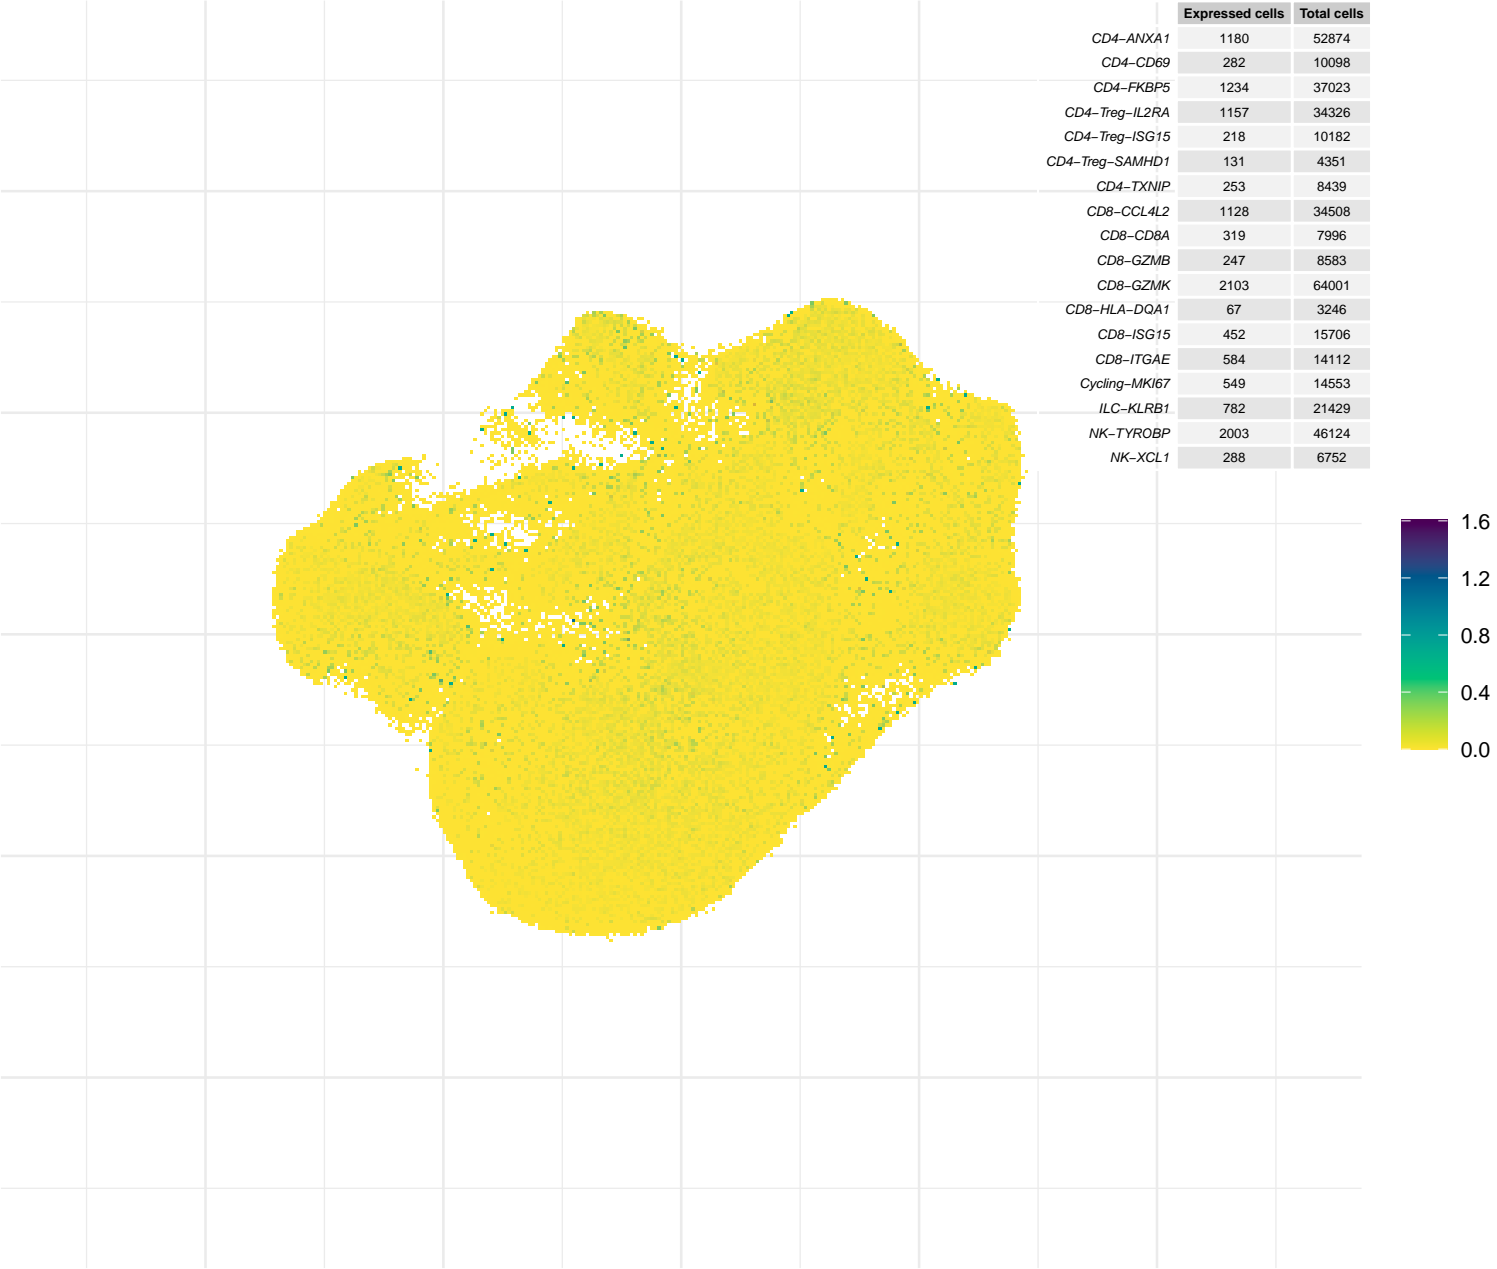 Expressed cells Total cells
CD4−ANXA1 1180 52874
CD4−CD69 282 10098
CD4−FKBP5 1234 37023
CD4−Treg−IL2RA 1157 34326
CD4−Treg−ISG15 218 10182
CD4−Treg−SAMHD1 131 4351
CD4−TXNIP 253 8439
CD8−CCL4L2 1128 34508
CD8−CD8A 319 7996
CD8−GZMB 247 8583
CD8−GZMK 2103 64001
CD8−HLA−DQA1 67 3246
CD8−ISG15 452 15706
CD8−ITGAE 584 14112
Cycling−MKI67 549 14553
ILC−KLRB1 782 21429
NK−TYROBP 2003 46124
NK−XCL1 288 6752
1.6
1.2
0.8
0.4
0.0